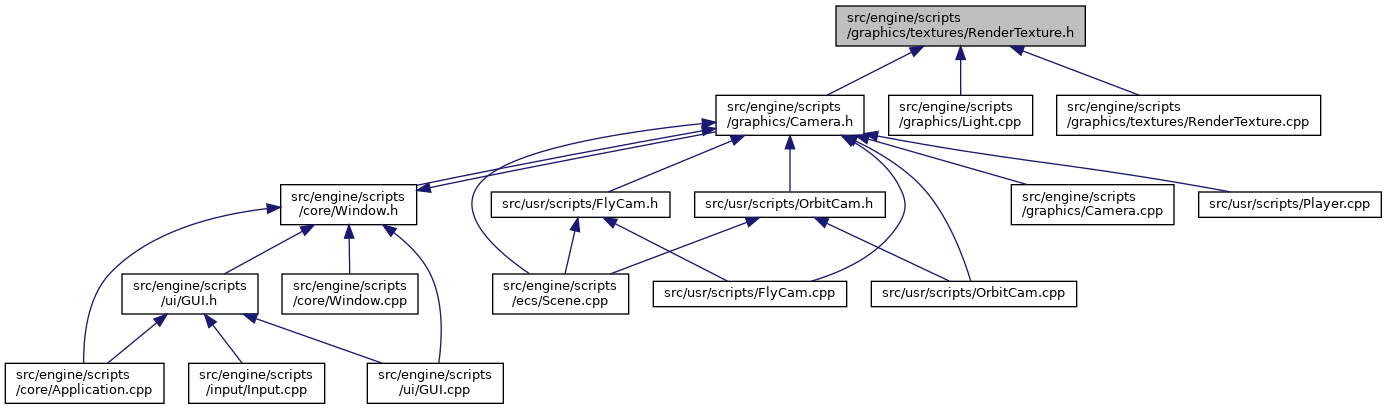 src/engine/scripts
/graphics/textures/RenderTexture.h
src/engine/scripts
/graphics/Camera.h
src/engine/scripts
/graphics/Light.cpp
src/engine/scripts
/graphics/textures/RenderTexture.cpp
src/engine/scripts
/core/Window.h
src/usr/scripts/FlyCam.h
src/usr/scripts/OrbitCam.h
src/engine/scripts
/graphics/Camera.cpp
src/usr/scripts/Player.cpp
src/engine/scripts
/ui/GUI.h
src/engine/scripts
/core/Window.cpp
src/engine/scripts
/ecs/Scene.cpp
src/usr/scripts/FlyCam.cpp
src/usr/scripts/OrbitCam.cpp
src/engine/scripts
/core/Application.cpp
src/engine/scripts
/input/Input.cpp
src/engine/scripts
/ui/GUI.cpp